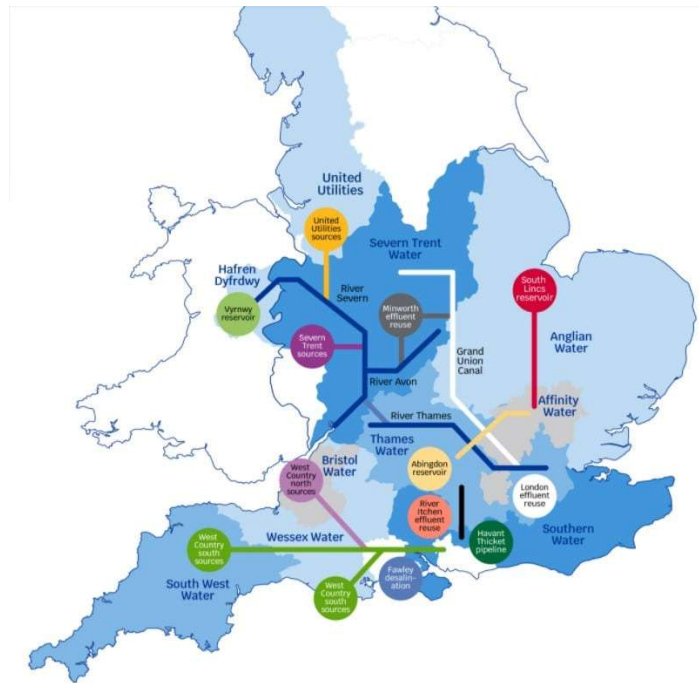 United
Utilities
United
Utilities
sources
Severn Trent
Water
Hafren
Dyfrdwy
River
Severn
South
Lincs
reservoir
Vyrnwy
reservoir
Minworth
effluent
reuse
Severn
Trent
sources
Anglian
Water
Grand
Union
Canal
River Avon
Affinity
Water
River Thames
Thames
Water
Bristol
Water
Abingdon
reservoir
West
Country
north
sources
London
effluent
reuse
River
Itchen
effluent
reuse
Southern
Water
Wessex Water
West
Country
south
sources
Havant
Thicket
pipeline
South West
Water
Fawley
desalin-
ation
West
Country
south
sources